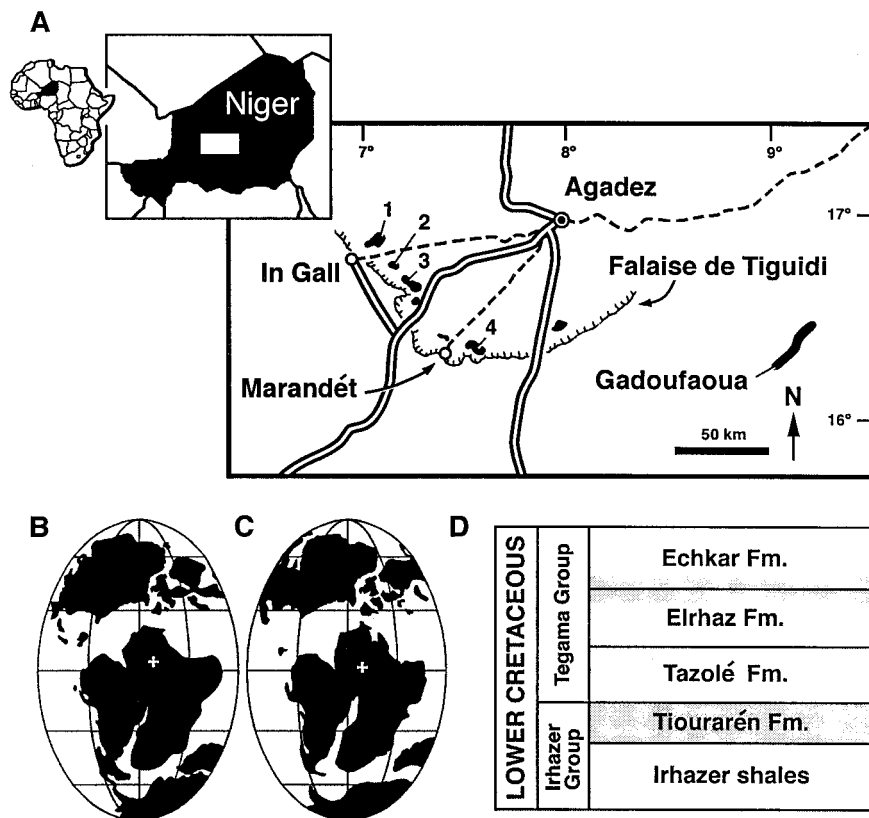 A
Niger
7°
8°
9°
Agadez
17°
1
2
3
In Gall
Falaise de Tiguidi
4
Marandét
Gadoufaoua
N
16°
50 km
B
C
D
LOWER CRETACEOUS
Tegama Group
Echkar Fm.
Elrhaz Fm.
Tazolé Fm.
Irhazer
Group
Tiourarén Fm.
Irhazer shales